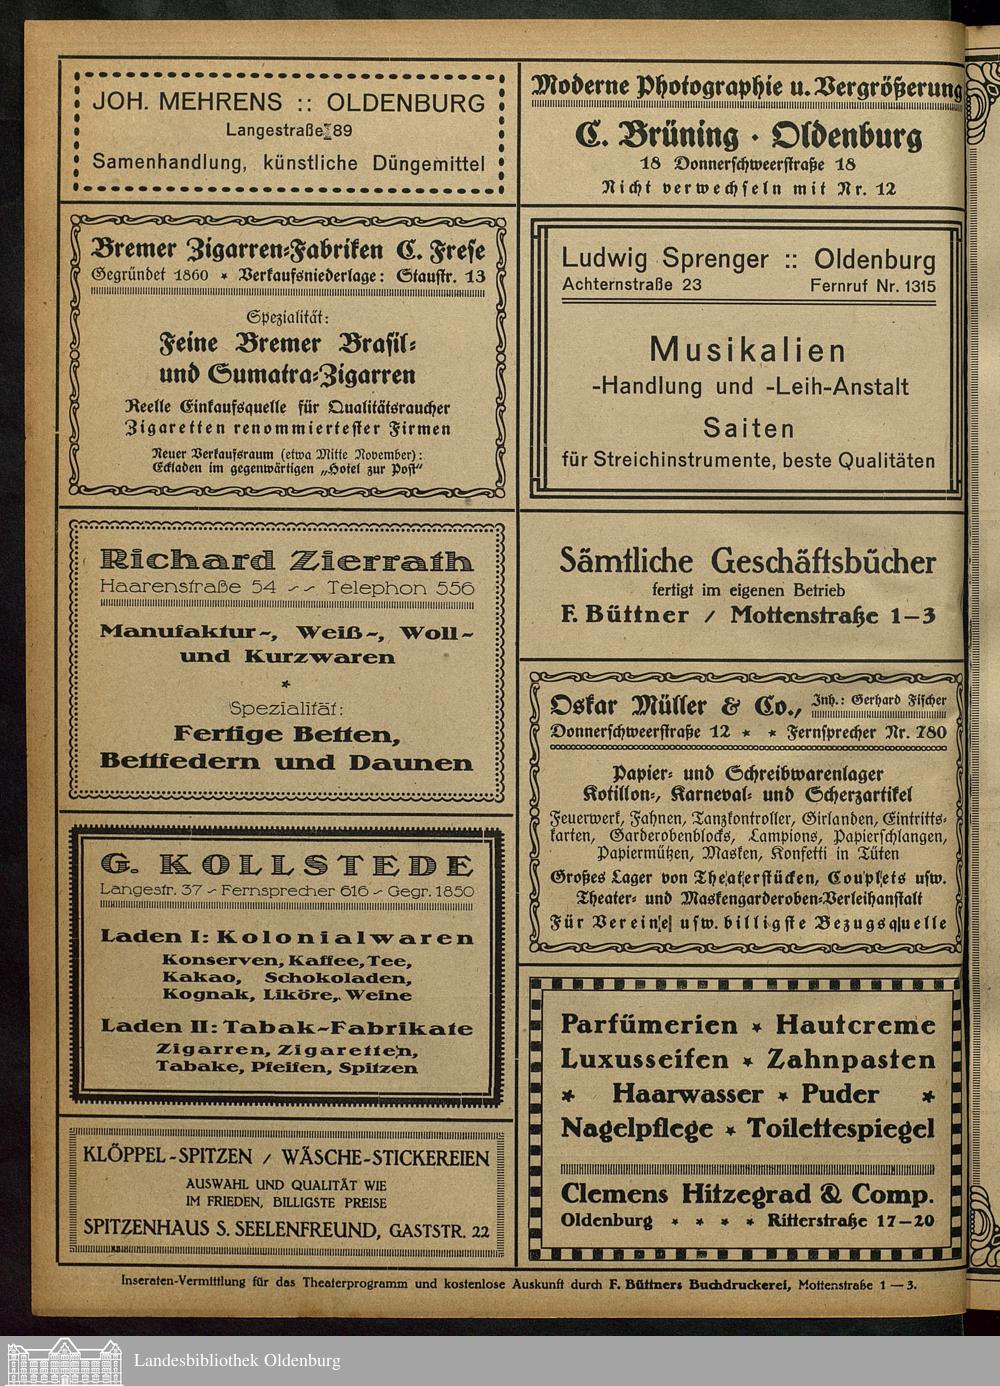 JOH. MEHRENS :: OLDENBURG
Langestraße 89
Samenhandlung, künstliche Düngemittel
Bremer Zigarren-Fabriken C. Frese
Gegründet 1860 * Verkaufsniederlage: Staustr. 13
Spezialität:
Feine Bremer Brasil-
und Sumatra-Zigarren
Reelle Einkaufsquelle für Qualitätsraucher
Zigaretten renommiertester Firmen
Neuer Verkaufsraum (etwa Mitte November):
Eckladen im gegenwärtigen „Hotel zur Post“
Richard Zierrath
Haarenstraße 54 ~~ Telephon 556
Manufaktur-, Weiß-, Woll-
und Kurzwaren
*
Spezialität:
Fertige Betten,
Bettfedern und Daunen
G. KOLLSTEDE
Langestr. 37 - Fernsprecher 616 - Gegr. 1850
Laden I: Kolonialwaren
Konserven, Kaffee, Tee,
Kakao, Schokoladen,
Kognak, Liköre, Weine
Laden II: Tabak-Fabrikate
Zigarren, Zigaretten,
Tabake, Pfeifen, Spitzen
KLÖPPEL-SPITZEN / WÄSCHE-STICKEREIEN
AUSWAHL UND QUALITÄT WIE
IM FRIEDEN, BILLIGSTE PREISE
SPITZENHAUS S. SEELENFREUND, GASTSTR. 22
Moderne Photographie u. Vergrößerung
C. Brüning · Oldenburg
18 Donnerschweerstraße 18
Nicht verwechseln mit Nr. 12
Ludwig Sprenger :: Oldenburg
Achternstraße 23 Fernruf Nr. 1315
Musikalien
-Handlung und -Leih-Anstalt
Saiten
für Streichinstrumente, beste Qualitäten
Sämtliche Geschäftsbücher
fertigt im eigenen Betrieb
F. Büttner / Mottenstraße 1—3
Oskar Müller & Co., Inh.: Gerhard Fischer
Donnerschweerstraße 12 * * Fernsprecher Nr. 780
Papier- und Schreibwarenlager
Kotillon-, Karneval- und Scherzartikel
Feuerwerk, Fahnen, Tanzkontroller, Girlanden, Eintritts-
karten, Garderobenblocks, Lampions, Papierschlangen,
Papiermützen, Masken, Konfetti in Tüten
Großes Lager von Theaterstücken, Couplets usw.
Theater- und Maskengarderoben-Verleihanstalt
Für Vereine usw. billigste Bezugsquelle
Parfümerien * Hautcreme
Luxusseifen * Zahnpasten
* Haarwasser * Puder *
Nagelpflege * Toilettespiegel
Clemens Hitzegrad & Comp.
Oldenburg * * * * Ritterstraße 17—20
Inseraten-Vermittlung für das Theaterprogramm und kostenlose Auskunft durch F. Büttners Buchdruckerei, Mottenstraße 1—3.
Landesbibliothek Oldenburg